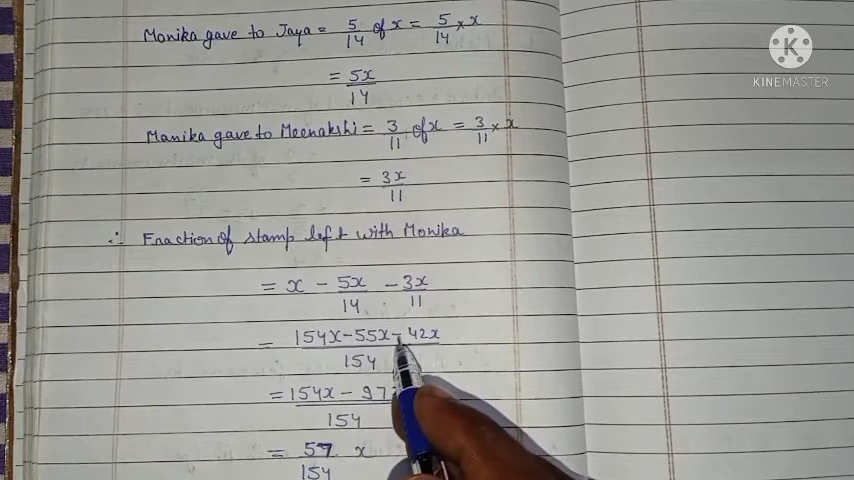 Monika gave to Jaya = 5/14 of x = 5/14 × x
= 5x/14
Manika gave to Meenakshi = 3/11 of x = 3/11 × x
= 3x/11
∴ Fraction of stamp left with Monika
= x - 5x/14 - 3x/11
= 154x-55x-42x/154
= 154x - 97/154
= 57/154 x
K
KINEMASTER